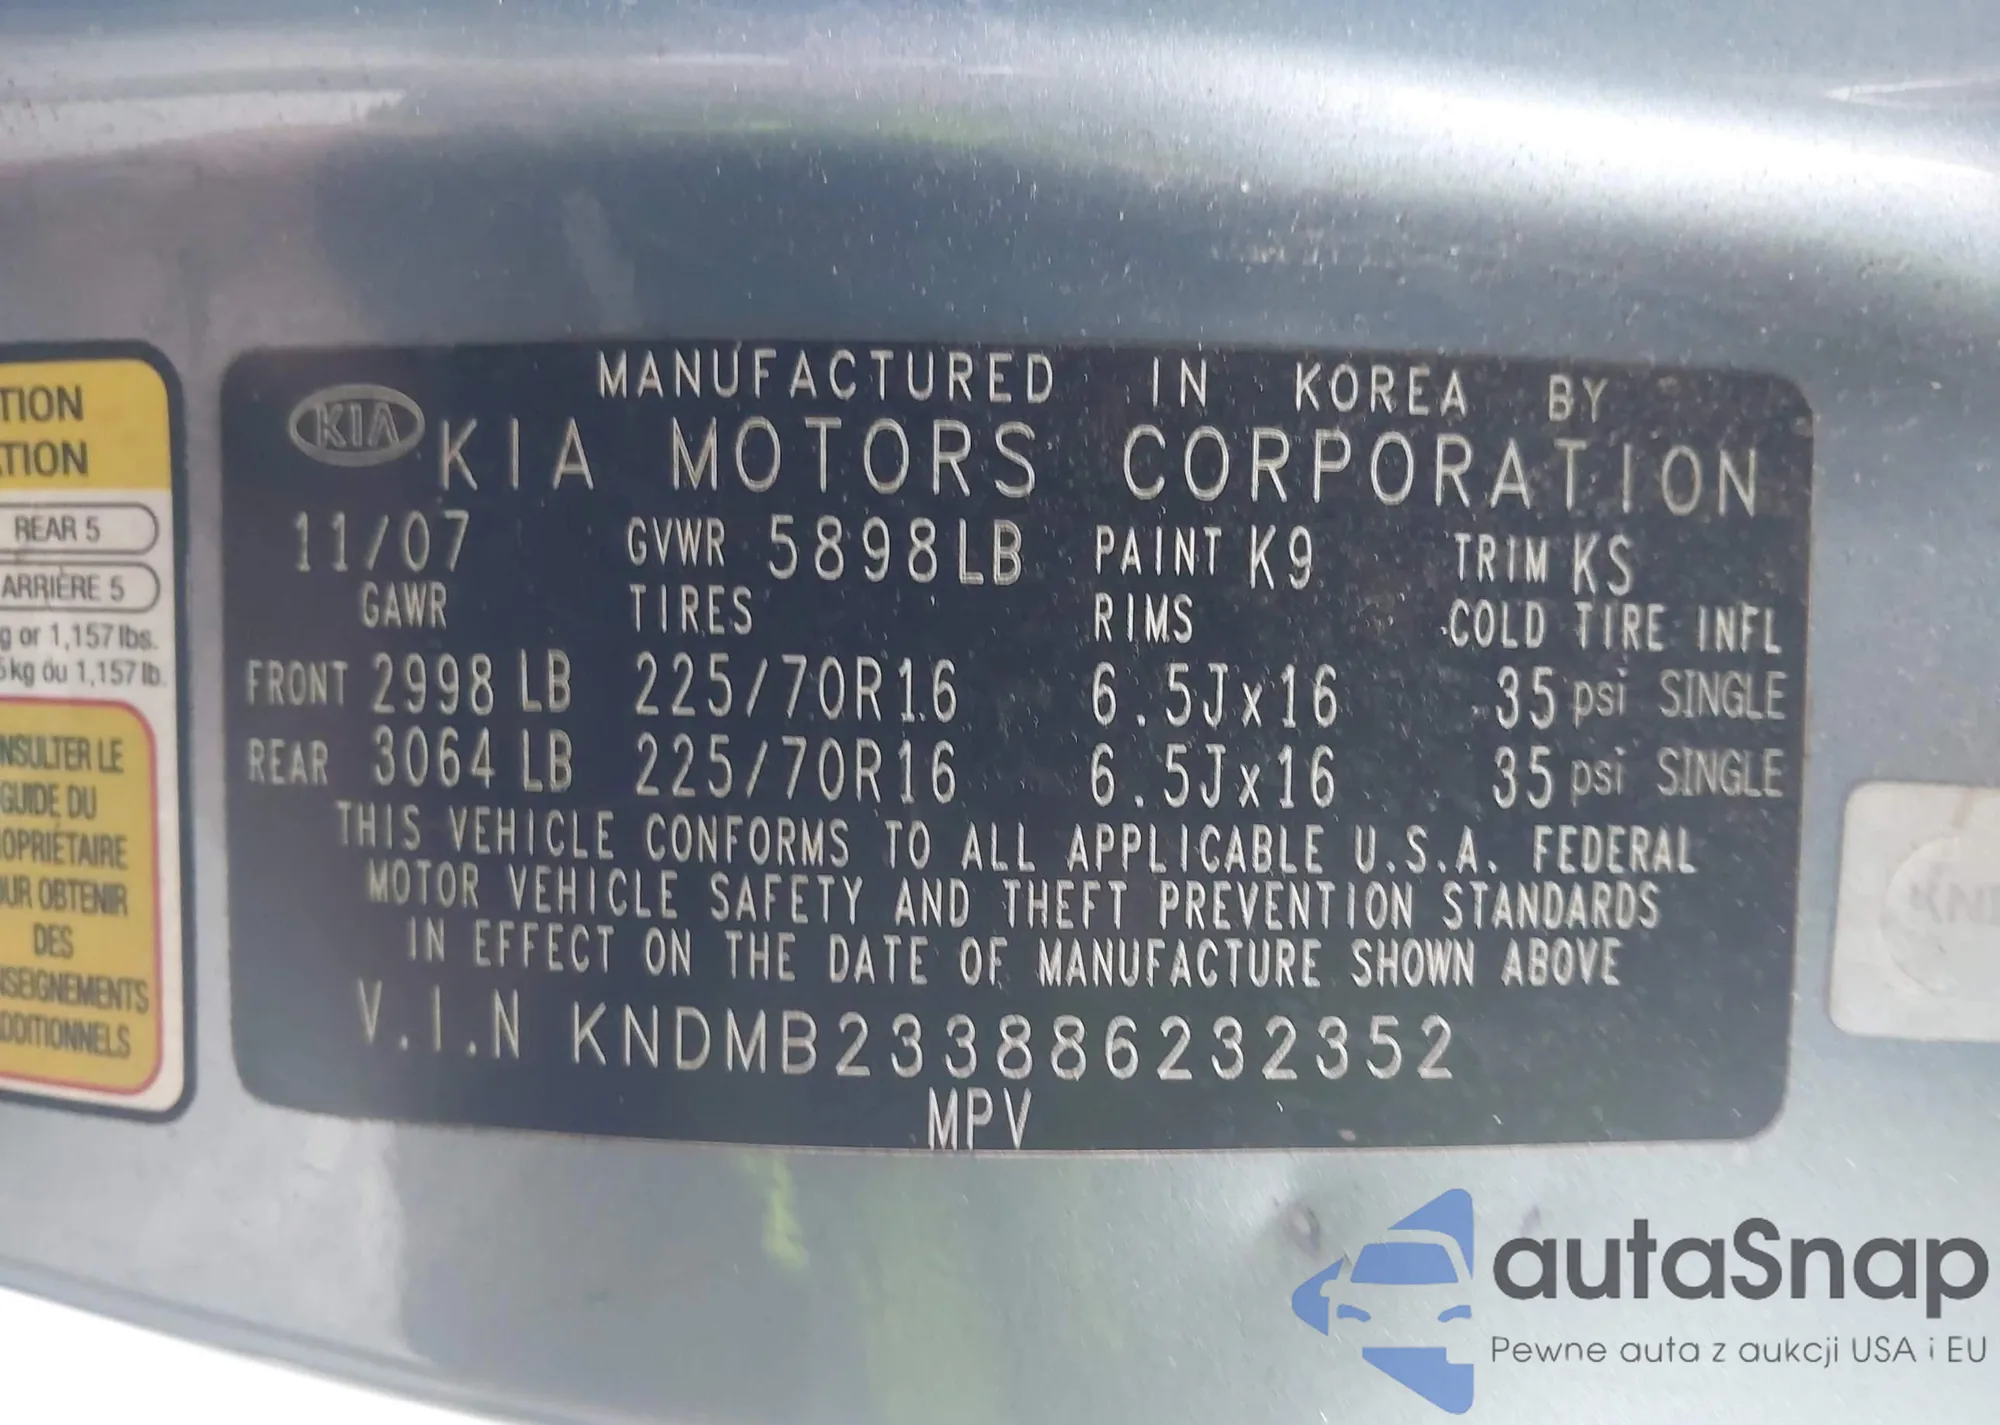 TION
TION
REAR 5
ARRIÈRE 5
g or 1,157 lbs.
kg ou 1,157 lb.
NSULTER LE
GUIDE DU
OPRIÉTAIRE
UR OBTENIR
DES
NSEIGNEMENTS
DDITIONNELS
MANUFACTURED IN KOREA BY
KIA KIA MOTORS CORPORATION
11/07 GVWR 5898LB PAINT K9 TRIM KS
GAWR TIRES RIMS COLD TIRE INFL
FRONT 2998 LB 225/70R16 6.5Jx16 35 psi SINGLE
REAR 3064 LB 225/70R16 6.5Jx16 35 psi SINGLE
THIS VEHICLE CONFORMS TO ALL APPLICABLE U.S.A. FEDERAL
MOTOR VEHICLE SAFETY AND THEFT PREVENTION STANDARDS
IN EFFECT ON THE DATE OF MANUFACTURE SHOWN ABOVE
V.I.N KNDMB233886232352
MPV
autaSnap
Pewne auta z aukcji USA i EU